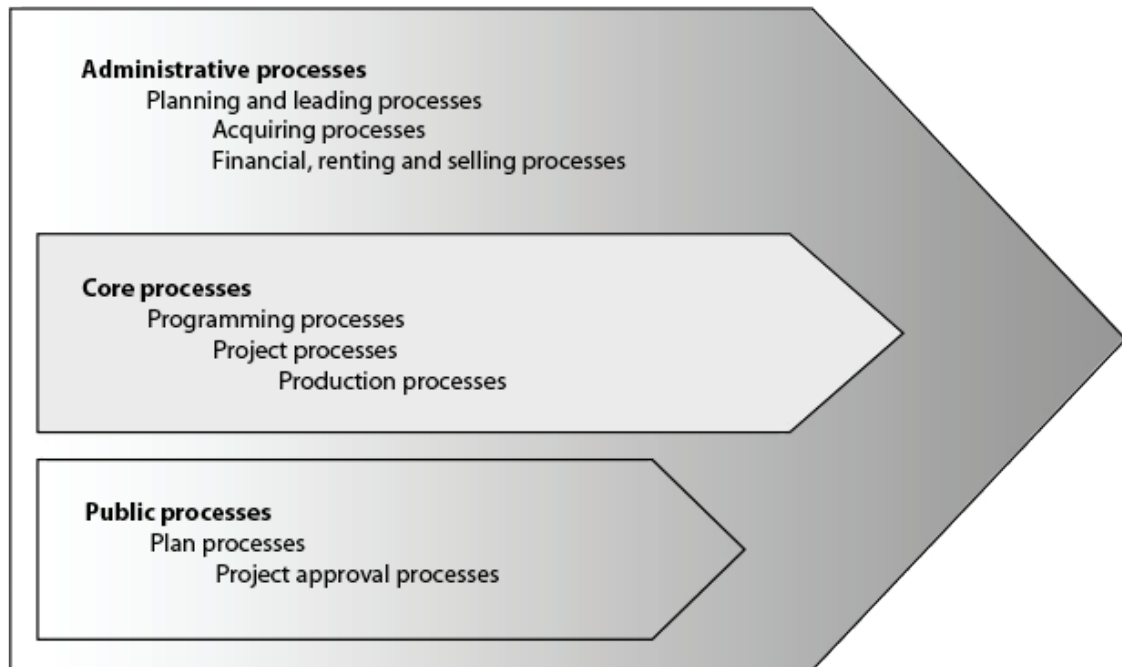 Administrative processes
Planning and leading processes
Acquiring processes
Financial, renting and selling processes
Core processes
Programming processes
Project processes
Production processes
Public processes
Plan processes
Project approval processes